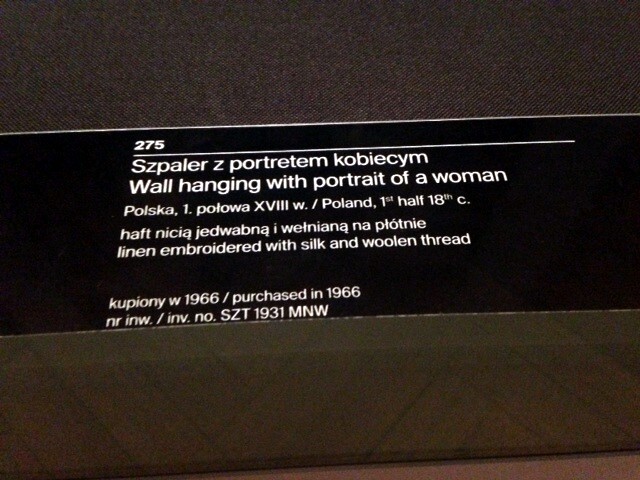 275
Szpaler z portretem kobiecym
Wall hanging with portrait of a woman
Polska, 1. połowa XVIII w. / Poland, 1st half 18th c.
haft nicią jedwabną i wełnianą na płótnie
linen embroidered with silk and woolen thread
kupiony w 1966 / purchased in 1966
nr inw. / inv. no. SZT 1931 MNW